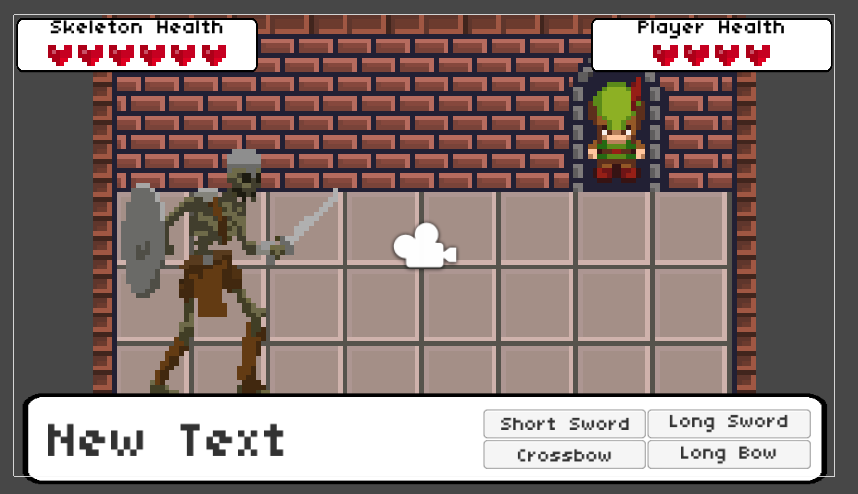 Skeleton Health
Player Health
New Text
Short Sword
Long Sword
Crossbow
Long Bow